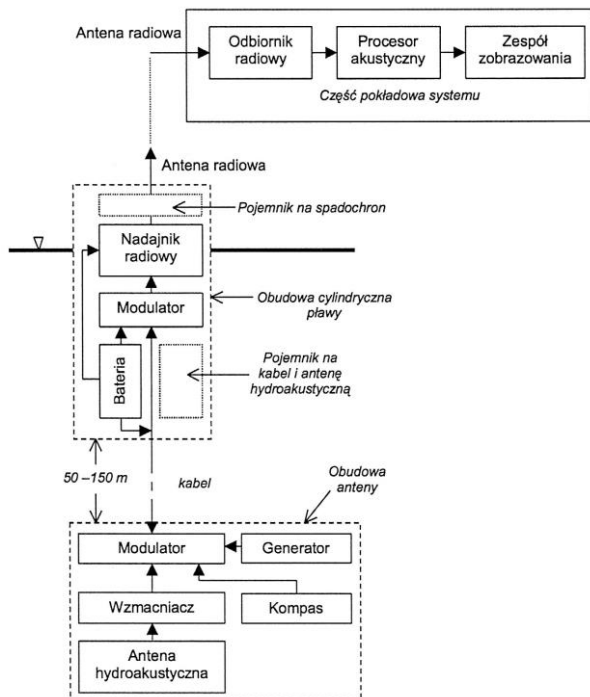 Antena radiowa
Odbiornik
radiowy
Procesor
akustyczny
Zespół
zobrazowania
Część pokładowa systemu
Antena radiowa
Pojemnik na spadochron
Nadajnik
radiowy
Modulator
Obudowa cylindryczna
pławy
Bateria
Pojemnik na
kabel i antenę
hydroakustyczną
50 –150 m
kabel
Obudowa
anteny
Modulator
Generator
Wzmacniacz
Kompas
Antena
hydroakustyczna